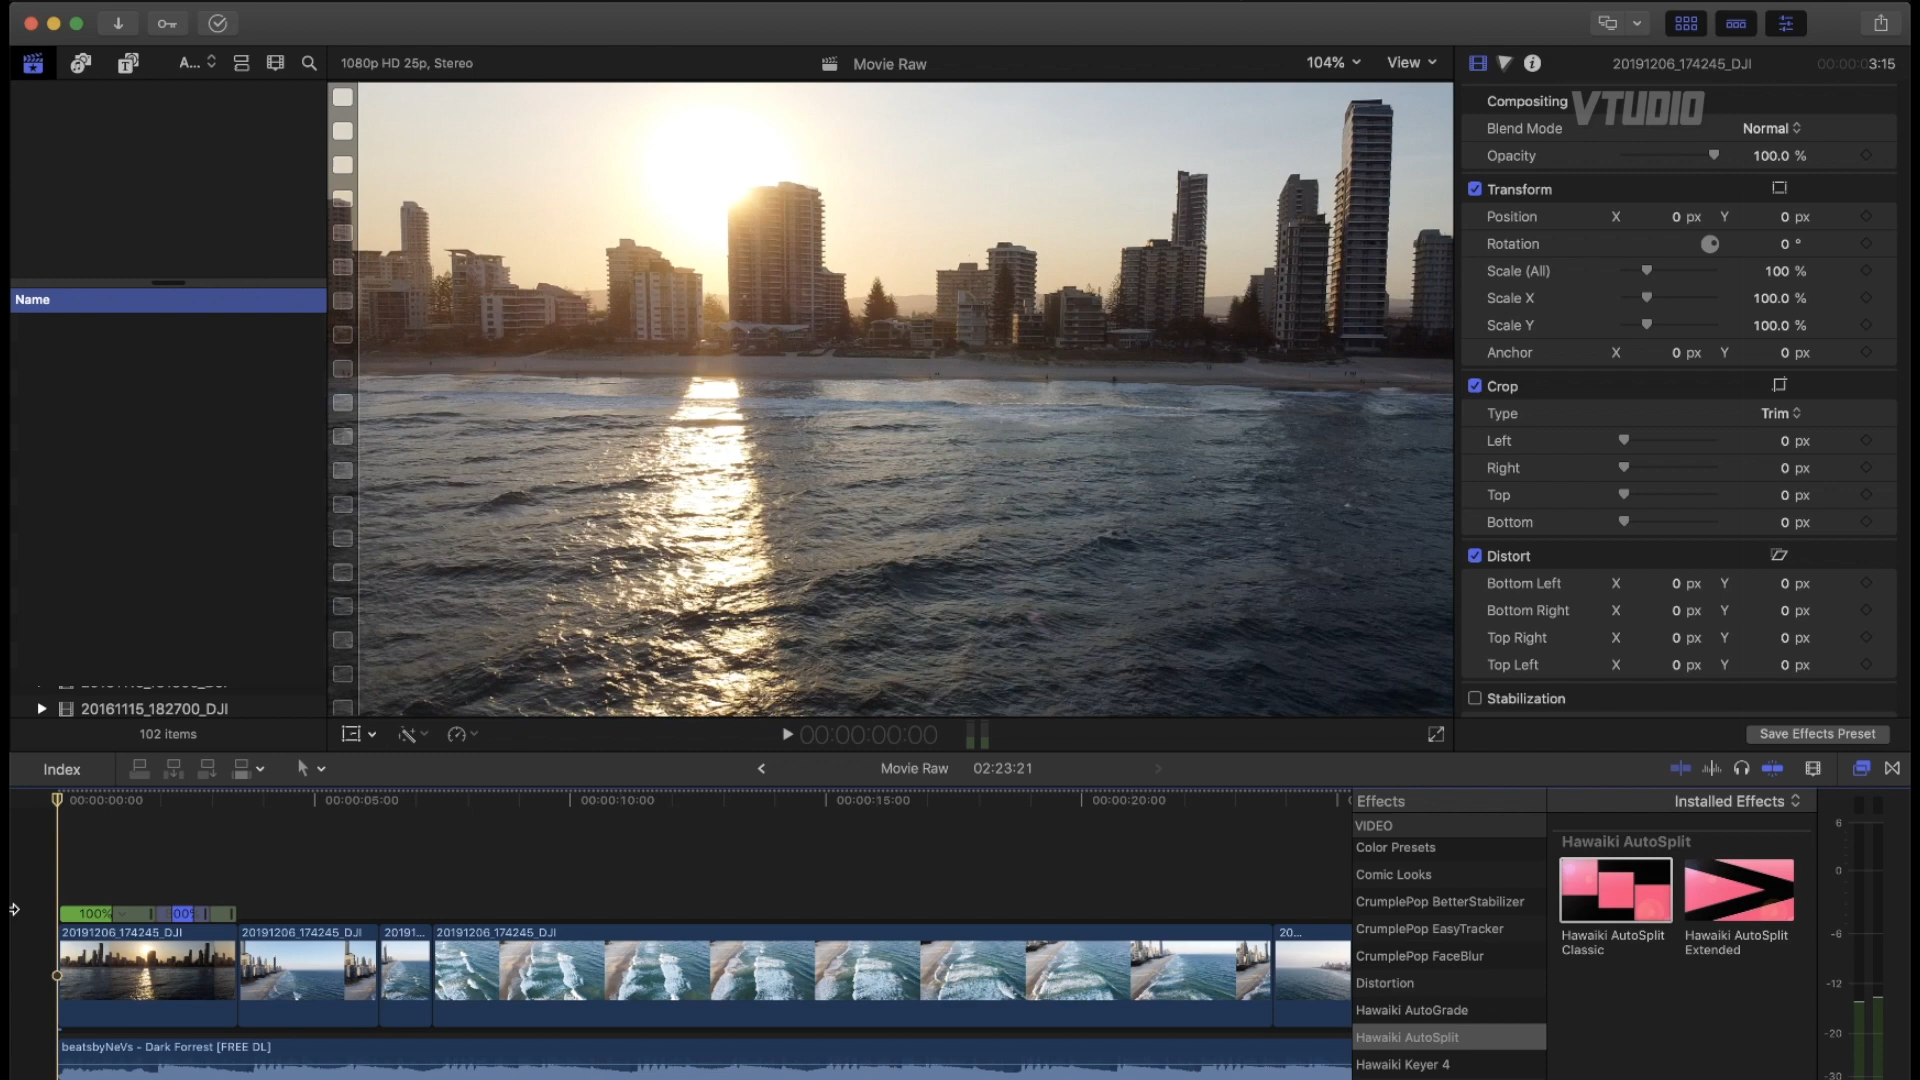 A...
1080p HD 25p, Stereo
Movie Raw
104%
View
20191206_174245_DJI
00:00:03:15
Compositing
VTUDIO
Blend Mode
Normal
Opacity
100.0 %
Transform
Position X 0 px Y 0 px
Rotation 0 °
Scale (All) 100 %
Scale X 100.0 %
Scale Y 100.0 %
Anchor X 0 px Y 0 px
Crop
Type Trim
Left 0 px
Right 0 px
Top 0 px
Bottom 0 px
Distort
Bottom Left X 0 px Y 0 px
Bottom Right X 0 px Y 0 px
Top Right X 0 px Y 0 px
Top Left X 0 px Y 0 px
Stabilization
Save Effects Preset
Name
20161115_182700_DJI
102 items
00:00:00:00
Index
Movie Raw
02:23:21
00:00:00:00
00:00:05:00
00:00:10:00
00:00:15:00
00:00:20:00
100%
20191206_174245_DJI
20191206_174245_DJI
20191...
20191206_174245_DJI
20...
beatsbyNeVs - Dark Forrest [FREE DL]
Effects
VIDEO
Color Presets
Comic Looks
CrumplePop BetterStabilizer
CrumplePop EasyTracker
CrumplePop FaceBlur
Distortion
Hawaiki AutoGrade
Hawaiki AutoSplit
Hawaiki Keyer 4
Installed Effects
Hawaiki AutoSplit
Hawaiki AutoSplit
Classic
Hawaiki AutoSplit
Extended
6
0
-6
-12
-20
-30